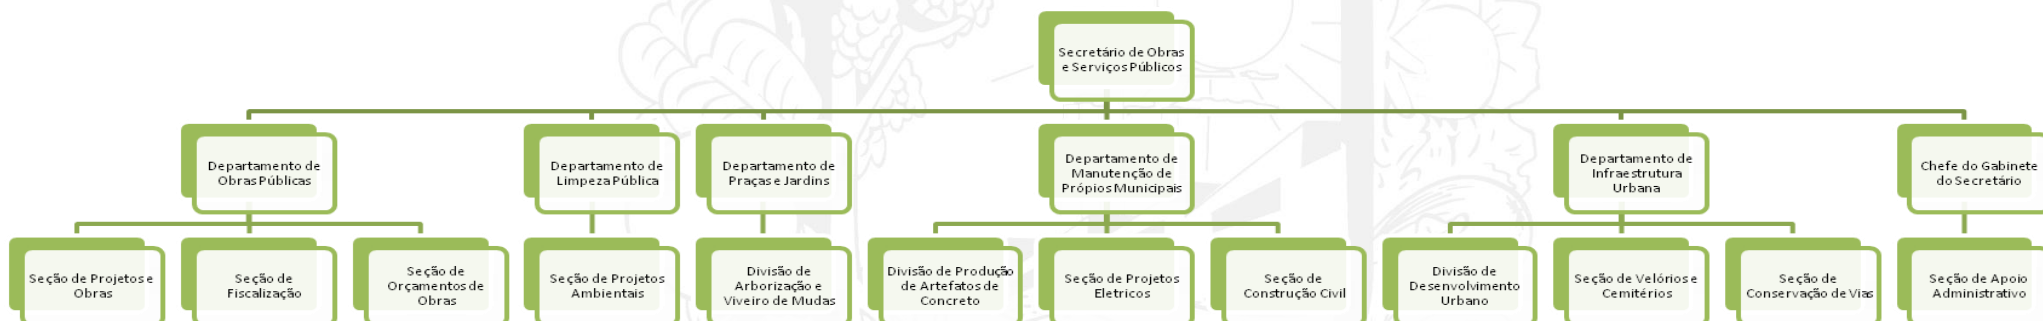 Secretário de Obras
e Serviços Públicos
Departamento de
Obras Públicas
Departamento de
Limpeza Pública
Departamento de
Praças e Jardins
Departamento de
Manutenção de
Própios Municipais
Departamento de
Infraestrutura
Urbana
Chefe do Gabinete
do Secretário
Seção de Projetos e
Obras
Seção de
Fiscalização
Seção de
Orçamentos de
Obras
Seção de Projetos
Ambientais
Divisão de
Arborização e
Viveiro de Mudas
Divisão de Produção
de Artefatos de
Concreto
Seção de Projetos
Eletricos
Seção de
Construção Civil
Divisão de
Desenvolvimento
Urbano
Seção de Velórios e
Cemitérios
Seção de
Conservação de Vias
Seção de Apoio
Administrativo